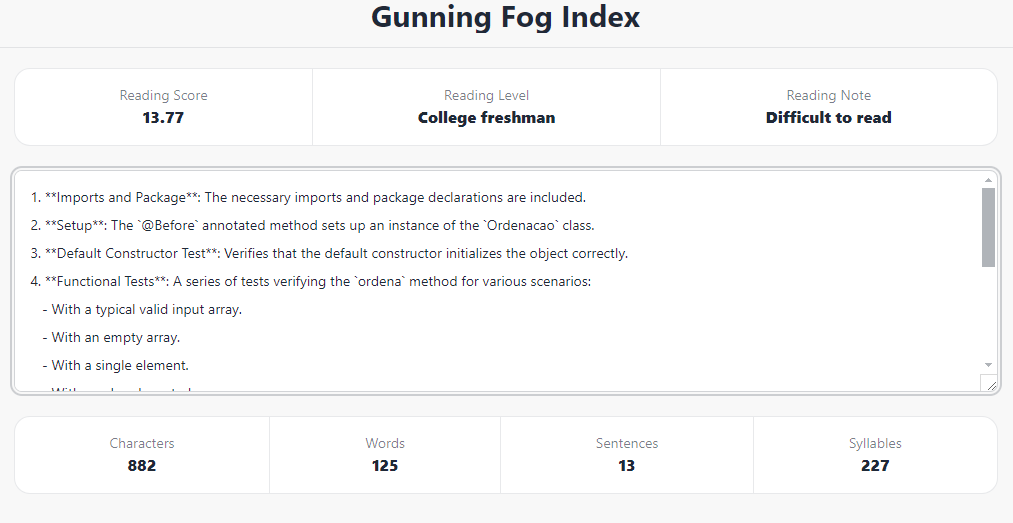 Gunning Fog Index
Reading Score
13.77
Reading Level
College freshman
Reading Note
Difficult to read
1. **Imports and Package**: The necessary imports and package declarations are included.
2. **Setup**: The `@Before` annotated method sets up an instance of the `Ordenacao` class.
3. **Default Constructor Test**: Verifies that the default constructor initializes the object correctly.
4. **Functional Tests**: A series of tests verifying the `ordena` method for various scenarios:
- With a typical valid input array.
- With an empty array.
- With a single element.
Characters
882
Words
125
Sentences
13
Syllables
227